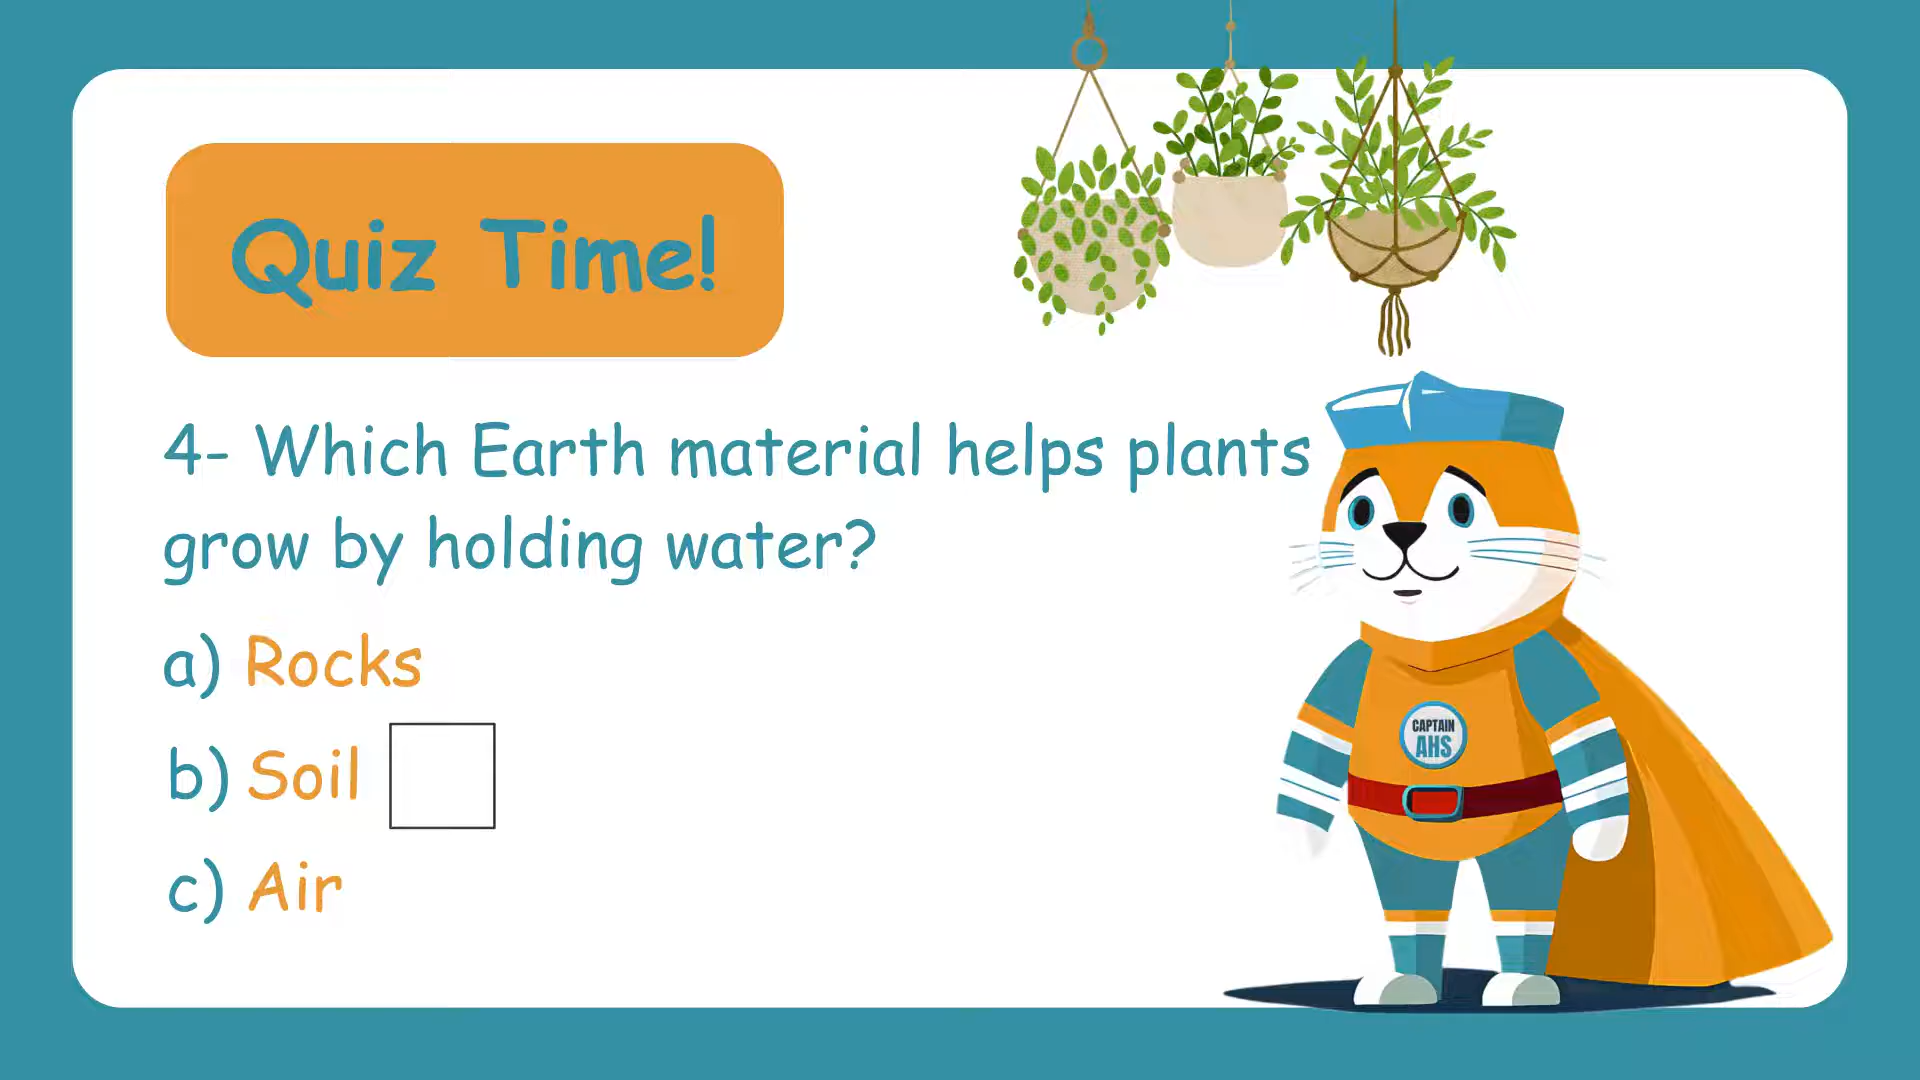 Quiz Time!
4- Which Earth material helps plants
grow by holding water?
a) Rocks
b) Soil
c) Air
CAPTAIN
AHS